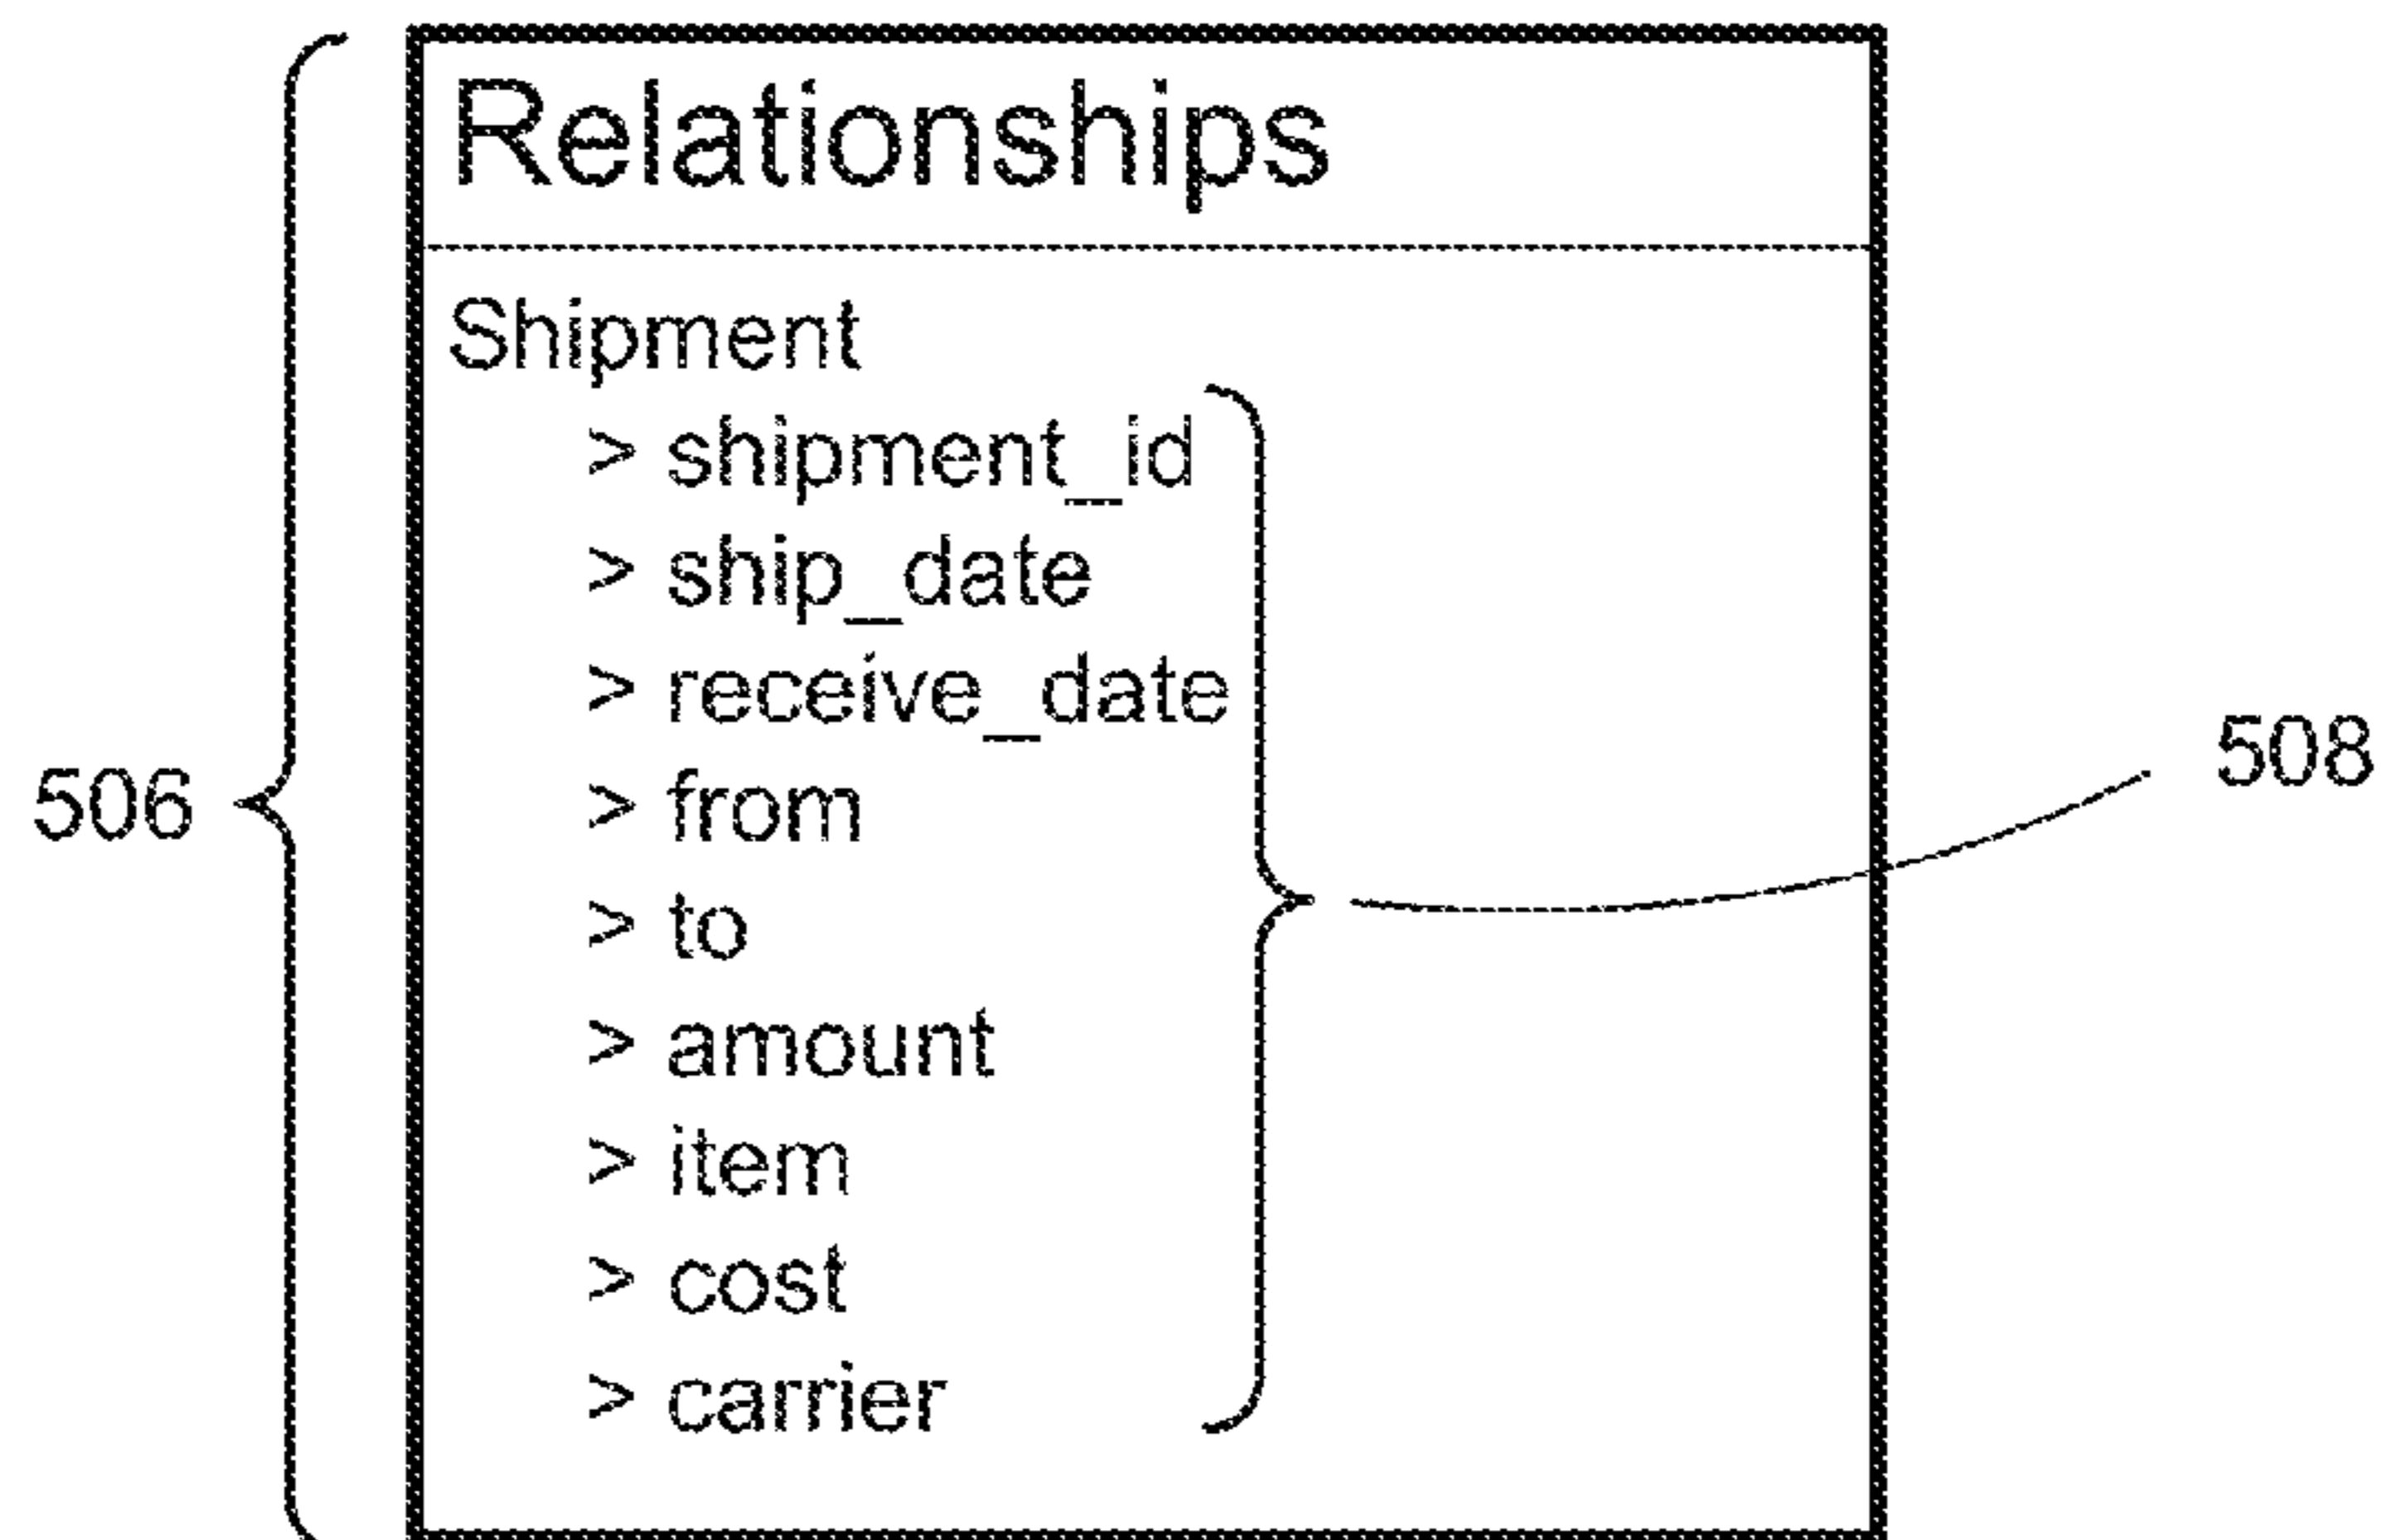 Relationships
Shipment
> shipment_id
> ship_date
> receive_date
508
506
> from
> to
> amount
> item
> cost
> carrier